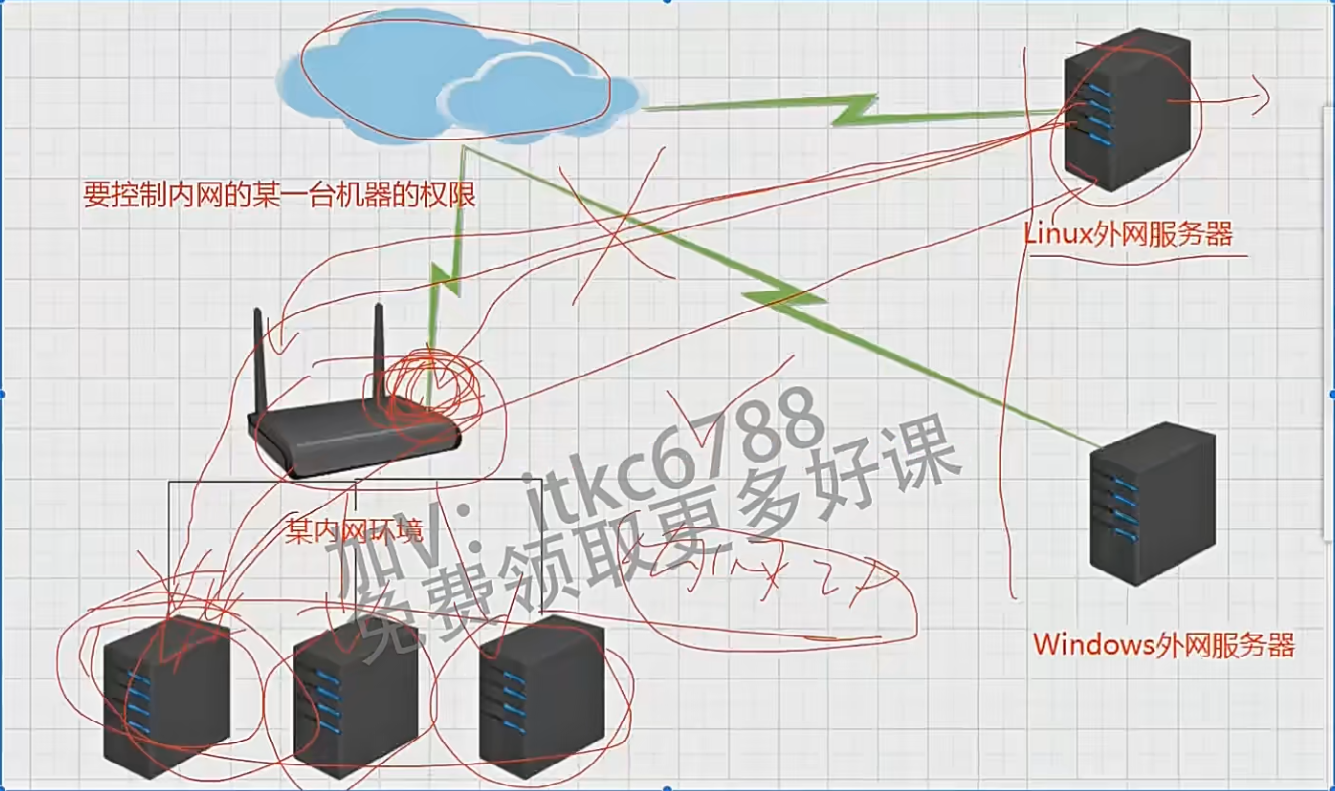 要控制内网的某一台机器的权限
Linux外网服务器
某内网环境
加V：itkc6788
免费领取更多好课
Windows外网服务器